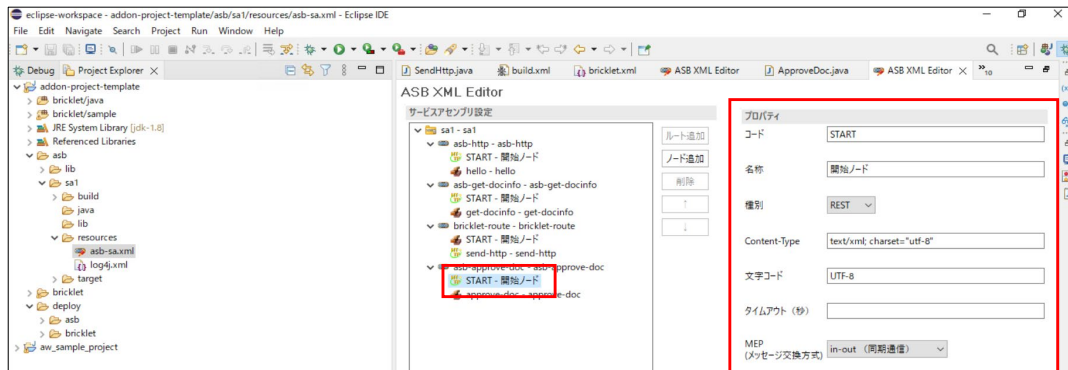 eclipse-workspace - addon-project-template/asb/sa1/resources/asb-sa.xml - Eclipse IDE
File Edit Navigate Search Project Run Window Help
Debug Project Explorer
addon-project-template
bricklet/java
bricklet/sample
JRE System Library [jdk-1.8]
Referenced Libraries
asb
lib
sa1
build
java
lib
resources
asb-sa.xml
log4j.xml
target
bricklet
deploy
asb
bricklet
aw_sample_project
SendHttp.java build.xml bricklet.xml ASB XML Editor ApproveDoc.java ASB XML Editor »10
ASB XML Editor
サービスアセンブリ設定
sa1 - sa1
asb-http - asb-http
START - 開始ノード
hello - hello
asb-get-docinfo - asb-get-docinfo
START - 開始ノード
get-docinfo - get-docinfo
bricklet-route - bricklet-route
START - 開始ノード
send-http - send-http
asb-approve-doc - asb-approve-doc
START - 開始ノード
approve-doc - approve-doc
ルート追加
ノード追加
削除
↑
↓
プロパティ
コード START
名称 開始ノード
種別 REST
Content-Type text/xml; charset="utf-8"
文字コード UTF-8
タイムアウト（秒）
MEP
(メッセージ交換方式) in-out （同期通信）